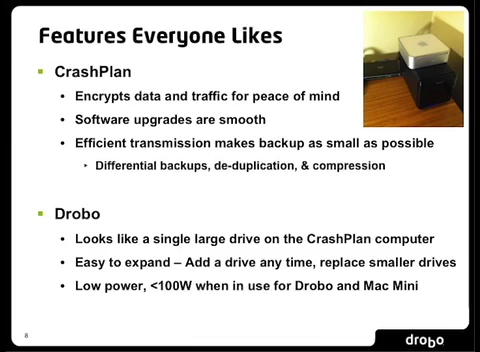 Features Everyone Likes
CrashPlan
• Encrypts data and traffic for peace of mind
• Software upgrades are smooth
• Efficient transmission makes backup as small as possible
‣ Differential backups, de-duplication, & compression
Drobo
• Looks like a single large drive on the CrashPlan computer
• Easy to expand – Add a drive any time, replace smaller drives
• Low power, <100W when in use for Drobo and Mac Mini
8
drobo